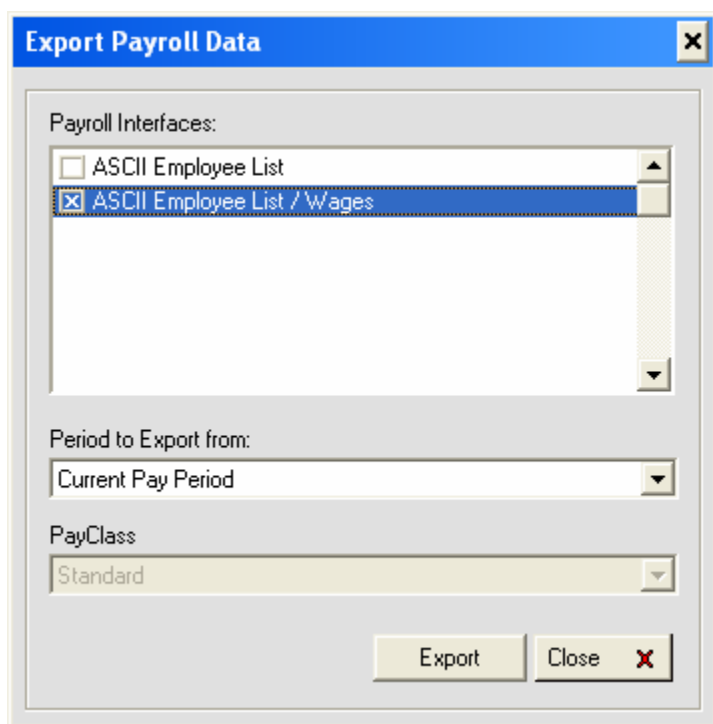 Export Payroll Data
Payroll Interfaces:
ASCII Employee List
ASCII Employee List / Wages
Period to Export from:
Current Pay Period
PayClass
Standard
Export
Close